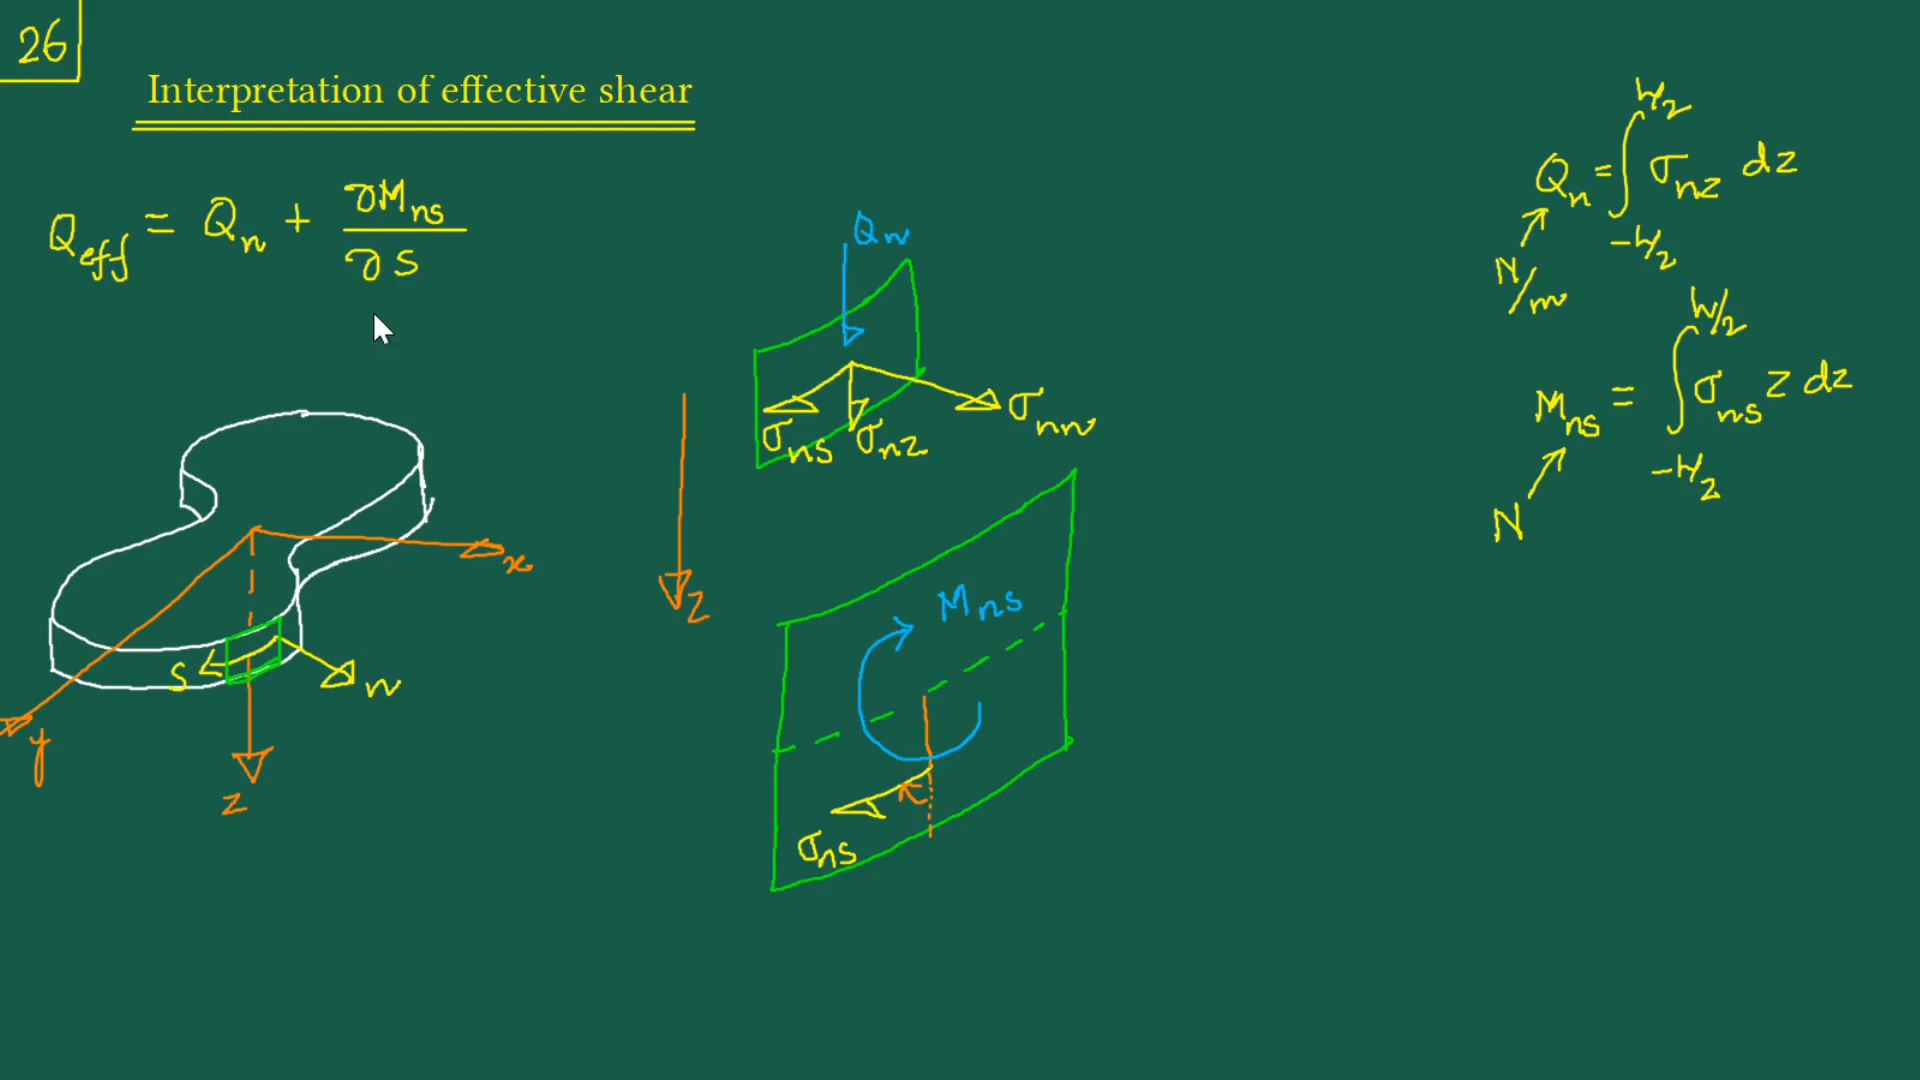 26
Interpretation of effective shear
Q_eff = Q_n + ∂M_ns / ∂s
x
y
z
s
n
Q_n
σ_nn
σ_ns
σ_nz
z
M_ns
σ_ns
Q_n = ∫_{-h/2}^{h/2} σ_nz dz
N/m
M_ns = ∫_{-h/2}^{h/2} σ_ns z dz
N